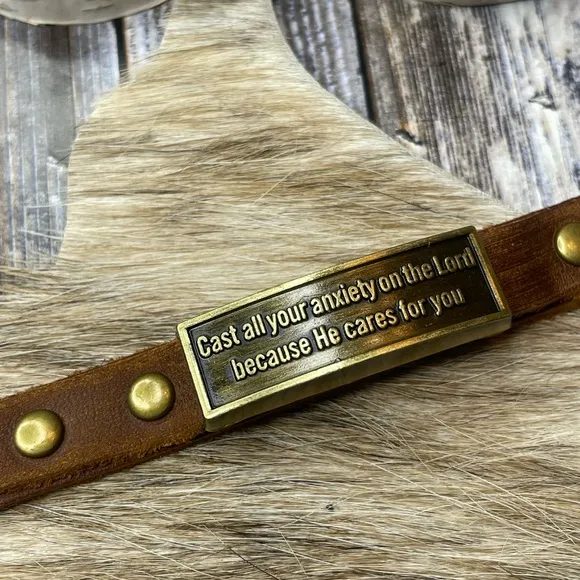 Cast all your anxiety on the Lord
because He cares for you